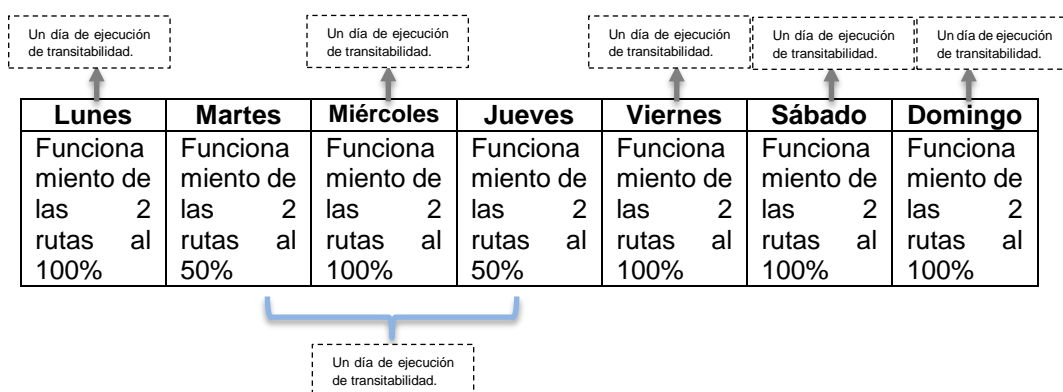 Un día de ejecución
de transitabilidad.
Un día de ejecución
de transitabilidad.
Un día de ejecución
de transitabilidad.
Un día de ejecución
de transitabilidad.
Un día de ejecución
de transitabilidad.
Lunes Martes Miércoles Jueves Viernes Sábado Domingo
Funciona Funciona Funciona Funciona Funciona Funciona Funciona
miento de miento de miento de miento de miento de miento de miento de
las 2 las 2 las 2 las 2 las 2 las 2 las 2
rutas al rutas al rutas al rutas al rutas al rutas al rutas al
100% 50% 100% 50% 100% 100% 100%
Un día de ejecución
de transitabilidad.